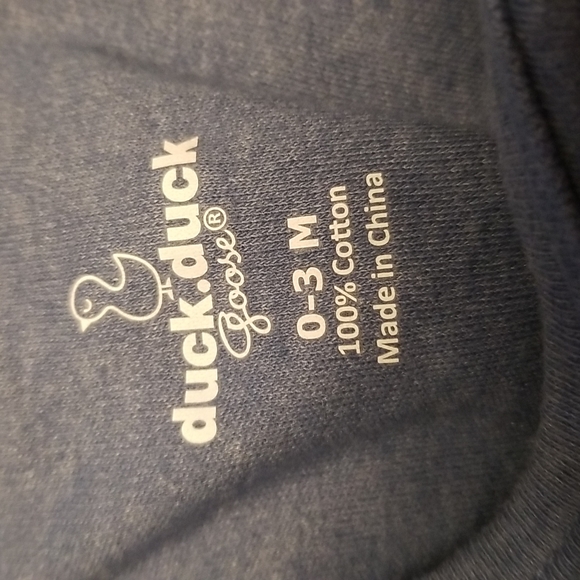 duck.duck
goose®
0-3 M
100% Cotton
Made in China